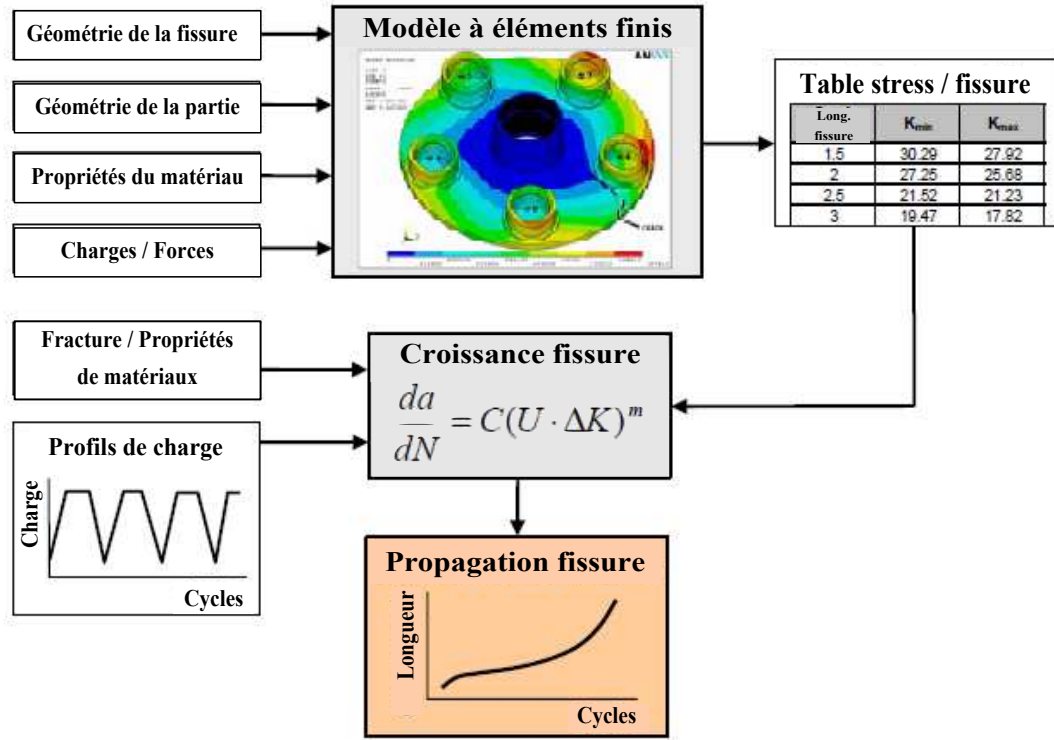 Géométrie de la fissure
Géométrie de la partie
Propriétés du matériau
Charges / Forces
Modèle à éléments finis
Table stress / fissure
Long.
fissure
Kmin
Kmax
1.5 30.29 27.92
2 27.25 25.68
2.5 21.52 21.23
3 19.47 17.82
Fracture / Propriétés
de matériaux
Profils de charge
Charge
Cycles
Croissance fissure
da/dN = C(U · ΔK)^m
Propagation fissure
Longueur
Cycles